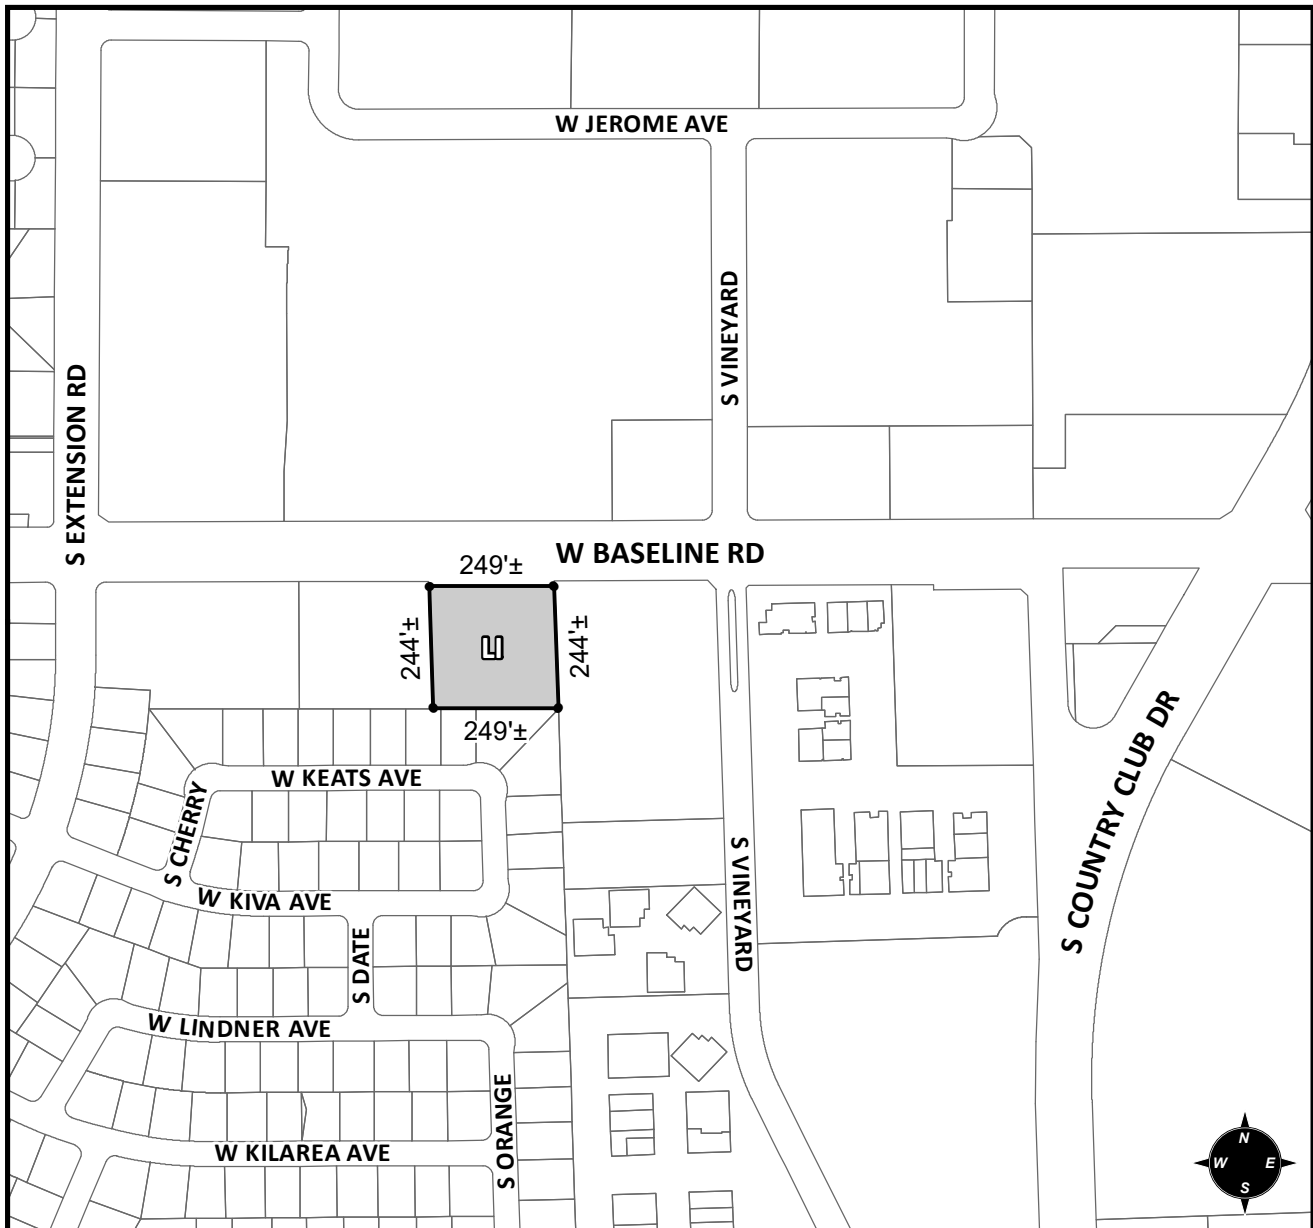 W JEROME AVE
S VINEYARD
S EXTENSION RD
W BASELINE RD
249'±
244'±
LI
244'±
249'±
W KEATS AVE
S CHERRY
S COUNTRY CLUB DR
S VINEYARD
W KIVA AVE
S DATE
W LINDNER AVE
S ORANGE
W KILAREA AVE
N
W E
S